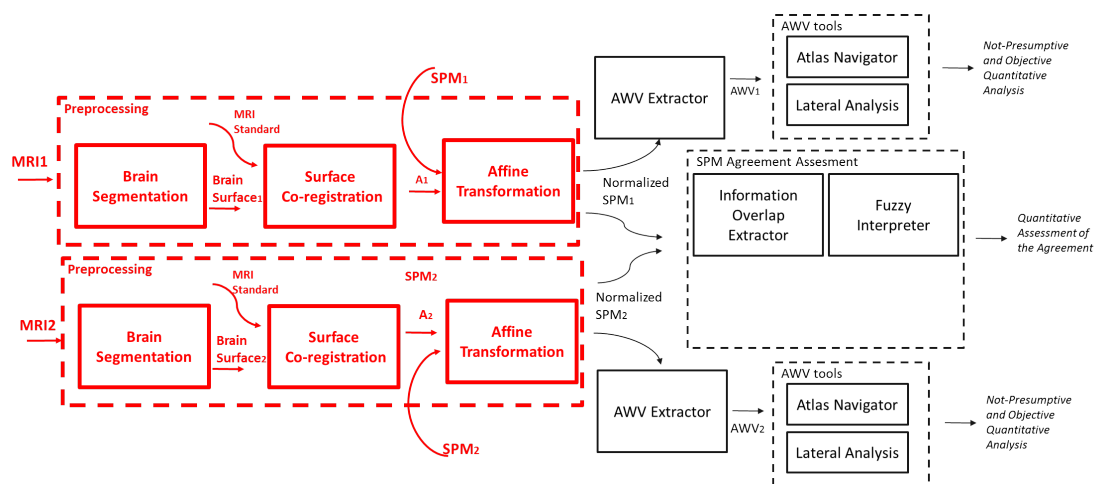 AWV tools
Atlas Navigator
Lateral Analysis
Not-Presumptive
and Objective
Quantitative
Analysis
SPM1
AWV Extractor
AWV1
Preprocessing
MRI
Standard
MRI1
Brain
Segmentation
Brain
Surface1
Surface
Co-registration
A1
Affine
Transformation
Normalized
SPM1
SPM Agreement Assesment
Information
Overlap
Extractor
Fuzzy
Interpreter
Quantitative
Assessment of
the Agreement
Preprocessing
MRI
Standard
SPM2
MRI2
Brain
Segmentation
Brain
Surface2
Surface
Co-registration
A2
Affine
Transformation
Normalized
SPM2
SPM2
AWV Extractor
AWV2
AWV tools
Atlas Navigator
Lateral Analysis
Not-Presumptive
and Objective
Quantitative
Analysis